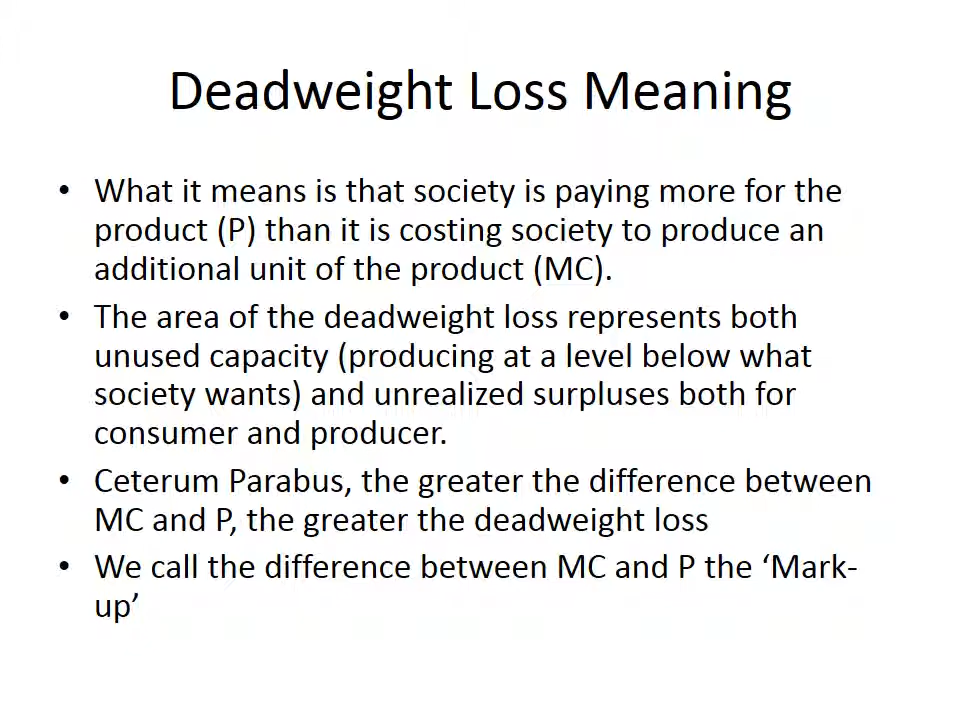 Deadweight Loss Meaning
• What it means is that society is paying more for the
product (P) than it is costing society to produce an
additional unit of the product (MC).
• The area of the deadweight loss represents both
unused capacity (producing at a level below what
society wants) and unrealized surpluses both for
consumer and producer.
• Ceterum Parabus, the greater the difference between
MC and P, the greater the deadweight loss
• We call the difference between MC and P the ‘Mark-
up’